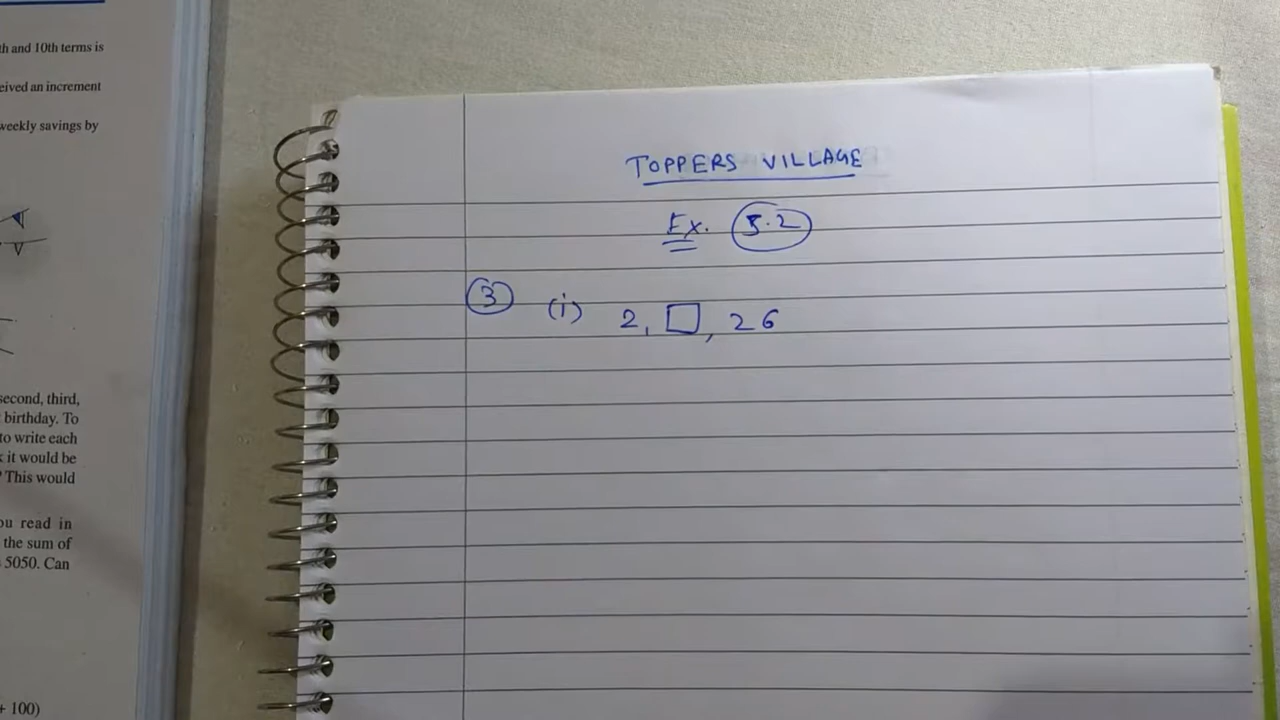 th and 10th terms is
eived an increment
weekly savings by
second, third,
birthday. To
to write each
it would be
This would
ou read in
the sum of
5050. Can
+ 100)
TOPPERS VILLAGE
Ex. 5.2
3 (i) 2, □, 26